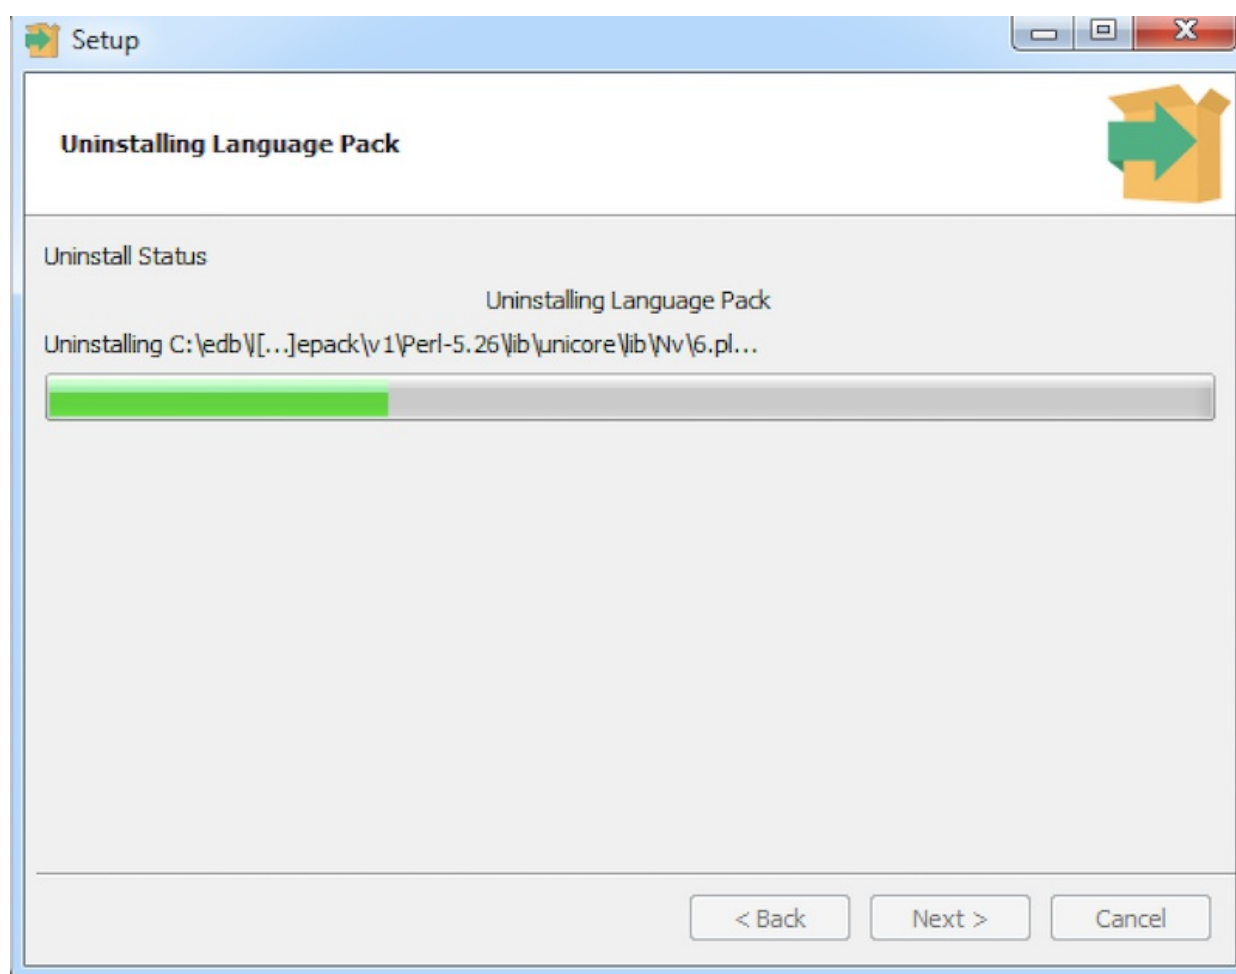 Setup
Uninstalling Language Pack
Uninstall Status
Uninstalling Language Pack
Uninstalling C:\edb\l[...]epack\v1\Perl-5.26\lib\unicore\lib\Nv\6.pl...
< Back Next > Cancel